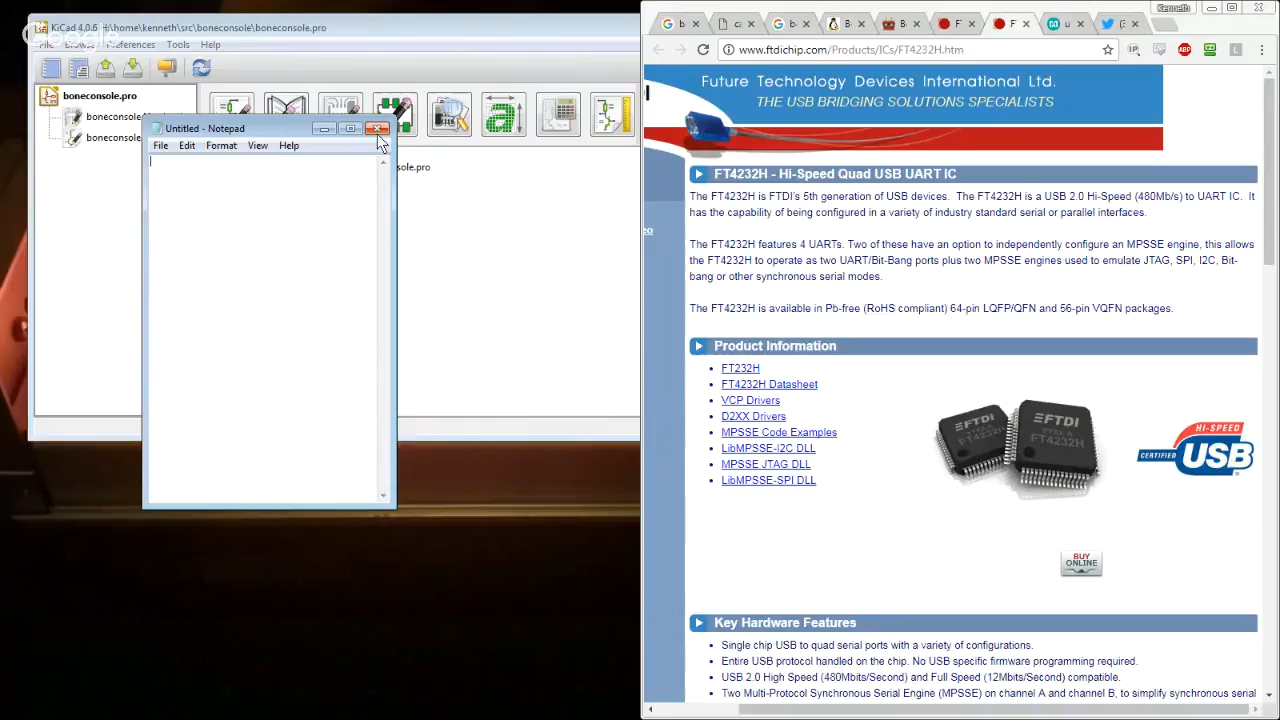 KiCad 4.0.6
\home\kenneth\src\boneconsole\boneconsole.pro
Google
Preferences Tools Help
boneconsole.pro
boneconsole
boneconsole
sole.pro
Untitled - Notepad
File Edit Format View Help
Kenneth
www.ftdichip.com/Products/ICs/FT4232H.htm
Future Technology Devices International Ltd.
THE USB BRIDGING SOLUTIONS SPECIALISTS
FT4232H - Hi-Speed Quad USB UART IC
The FT4232H is FTDI's 5th generation of USB devices. The FT4232H is a USB 2.0 Hi-Speed (480Mb/s) to UART IC. It
has the capability of being configured in a variety of industry standard serial or parallel interfaces.
The FT4232H features 4 UARTs. Two of these have an option to independently configure an MPSSE engine, this allows
the FT4232H to operate as two UART/Bit-Bang ports plus two MPSSE engines used to emulate JTAG, SPI, I2C, Bit-
bang or other synchronous serial modes.
The FT4232H is available in Pb-free (RoHS compliant) 64-pin LQFP/QFN and 56-pin VQFN packages.
Product Information
FT232H
FT4232H Datasheet
VCP Drivers
D2XX Drivers
MPSSE Code Examples
LibMPSSE-I2C DLL
MPSSE JTAG DLL
LibMPSSE-SPI DLL
FTDI
FT4232H
FTDI
FT4232H
HI-SPEED
CERTIFIED USB
BUY
ONLINE
Key Hardware Features
Single chip USB to quad serial ports with a variety of configurations.
Entire USB protocol handled on the chip. No USB specific firmware programming required.
USB 2.0 High Speed (480Mbits/Second) and Full Speed (12Mbits/Second) compatible.
Two Multi-Protocol Synchronous Serial Engine (MPSSE) on channel A and channel B, to simplify synchronous serial